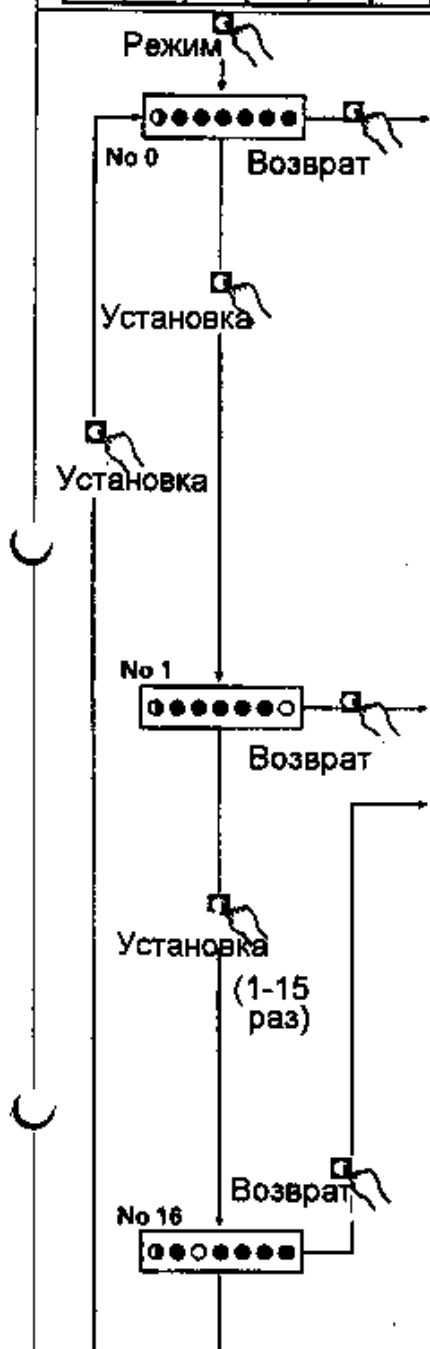 Режим
No 0
Возврат
Установка
Установка
No 1
Возврат
Установка
(1-15
раз)
Возврат
No 16